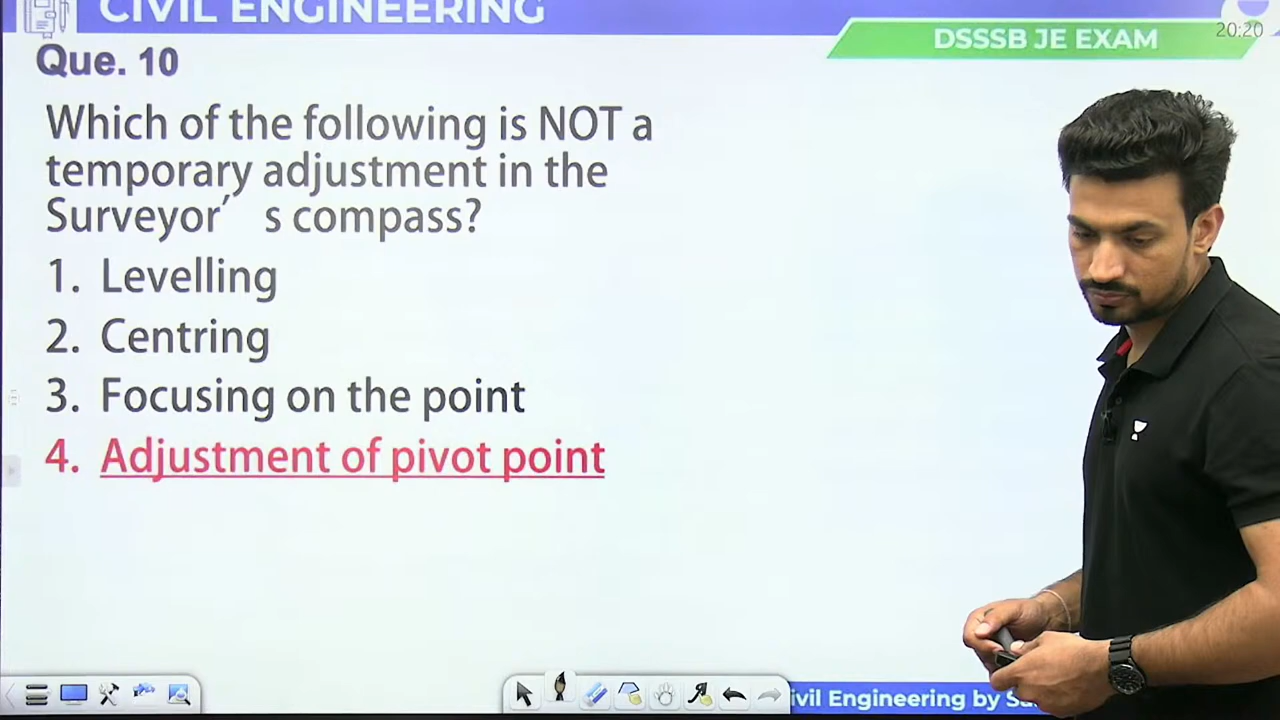 CIVIL ENGINEERING
DSSSB JE EXAM
20:20
Que. 10
Which of the following is NOT a
temporary adjustment in the
Surveyor′ s compass?
1. Levelling
2. Centring
3. Focusing on the point
4. Adjustment of pivot point
Civil Engineering by